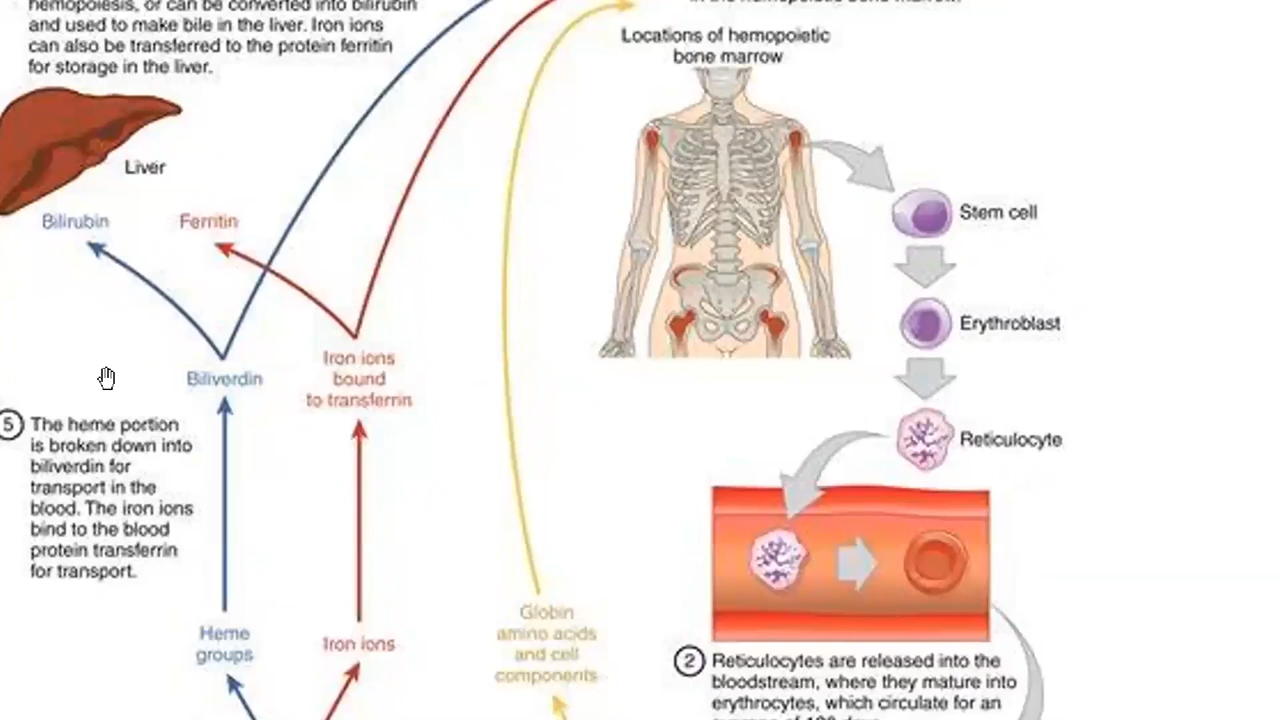 hemopoiesis, or can be converted into bilirubin
and used to make bile in the liver. Iron ions
can also be transferred to the protein ferritin
for storage in the liver.
in the hemopoietic bone marrow.
Locations of hemopoietic
bone marrow
Liver
Bilirubin
Ferritin
Stem cell
Erythroblast
Biliverdin
Iron ions
bound
to transferrin
Reticulocyte
5 The heme portion
is broken down into
biliverdin for
transport in the
blood. The iron ions
bind to the blood
protein transferrin
for transport.
Heme
groups
Iron ions
Globin
amino acids
and cell
components
2 Reticulocytes are released into the
bloodstream, where they mature into
erythrocytes, which circulate for an